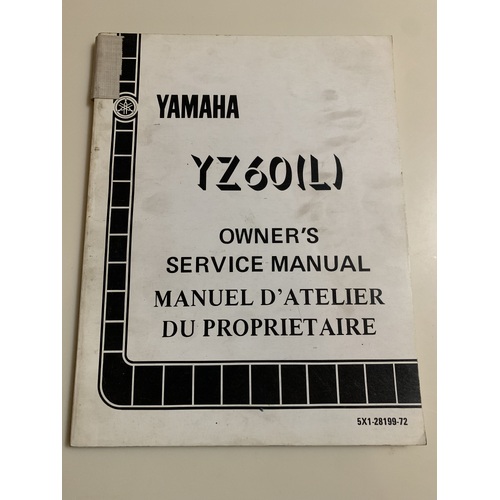 YAMAHA
YZ60(L)
OWNER'S
SERVICE MANUAL
MANUEL D'ATELIER
DU PROPRIETAIRE
5X1-28199-72